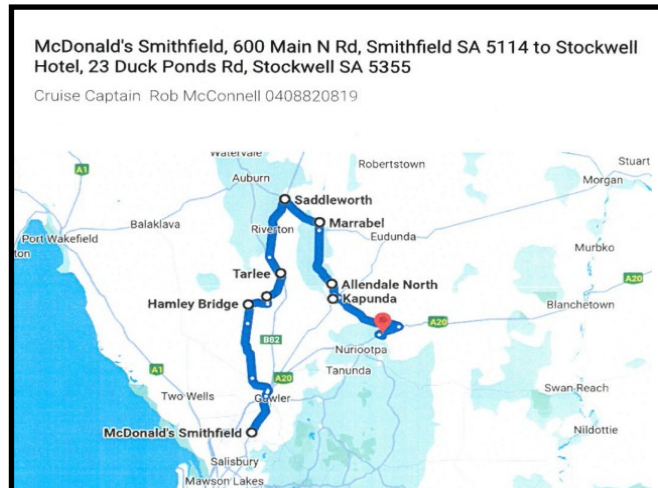 McDonald's Smithfield, 600 Main N Rd, Smithfield SA 5114 to Stockwell
Hotel, 23 Duck Ponds Rd, Stockwell SA 5355
Cruise Captain Rob McConnell 0408820819
Watervale
Robertstown
Stuart
A1
Auburn
Morgan
Saddleworth
Balaklava
Riverton
Marrabel
Port Wakefield
Eudunda
ton
Murbko
Tarlee
Allendale North
A20
Hamley Bridge
Kapunda
Blanchetown
A20
B82
Nuriootpa
A1
A20
Tanunda
Two Wells
Gawler
Swan Reach
McDonald's Smithfield
Nildottie
Salisbury
Mawson Lakes